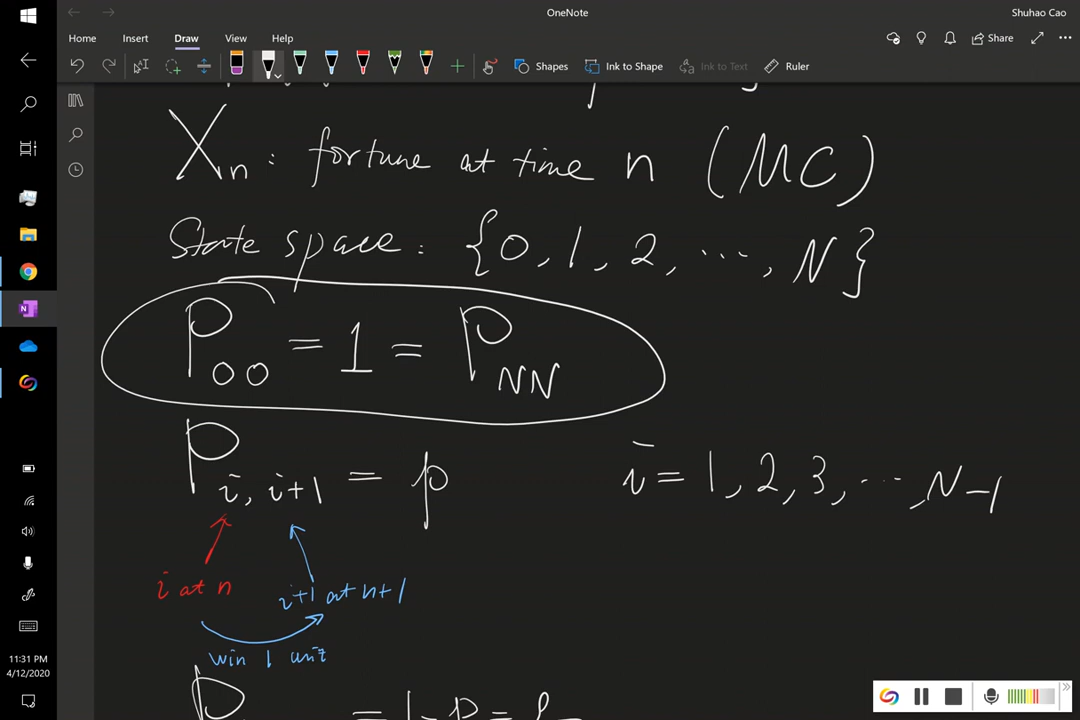 OneNote
Shuhao Cao
Home Insert Draw View Help
Share
Shapes Ink to Shape Ink to Text Ruler
Xn: fortune at time n (MC)
State space: {0, 1, 2, ..., N}
P00 = 1 = PNN
Pi, i+1 = p i = 1, 2, 3, ..., N-1
i at n i+1 at n+1
win 1 unit
= 1 - p =
11:31 PM
4/12/2020